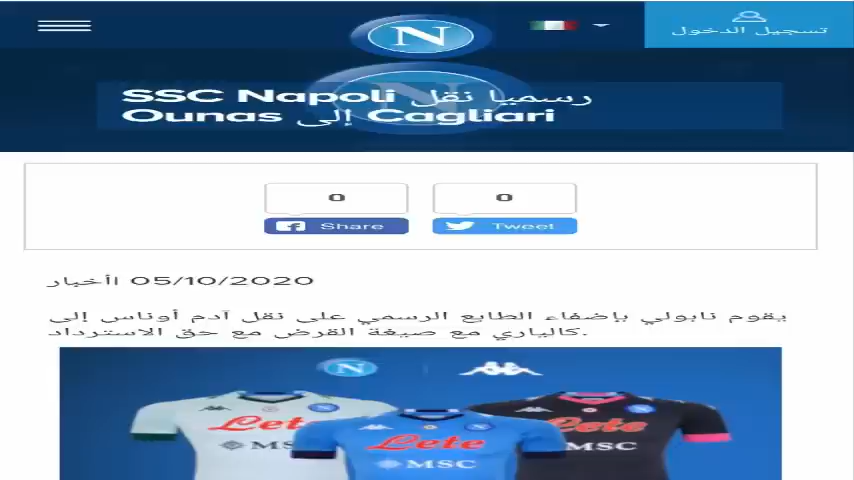 N
تسجيل الدخول
رسميا نقل SSC Napoli
Ounas إلى Cagliari
0 0
Share Tweet
05/10/2020 اأخبار
يقوم نابولي بإضفاء الطابع الرسمي على نقل آدم أوناس إلى
كالياري مع صيغة القرض مع حق الاسترداد.
N
Lete Lete Lete
MSC MSC MSC